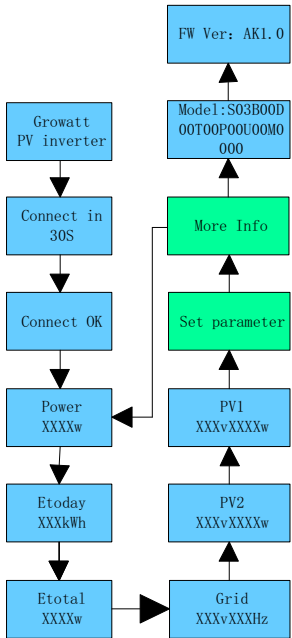 FW Ver: AK1.0
Model:S03B00D
00T00P00U00M0
000
Growatt
PV inverter
Connect in
30S
More Info
Connect OK
Set parameter
Power
XXXXw
PV1
XXXvXXXXw
Etoday
XXXkWh
PV2
XXXvXXXXw
Etotal
XXXXw
Grid
XXXvXXXHz